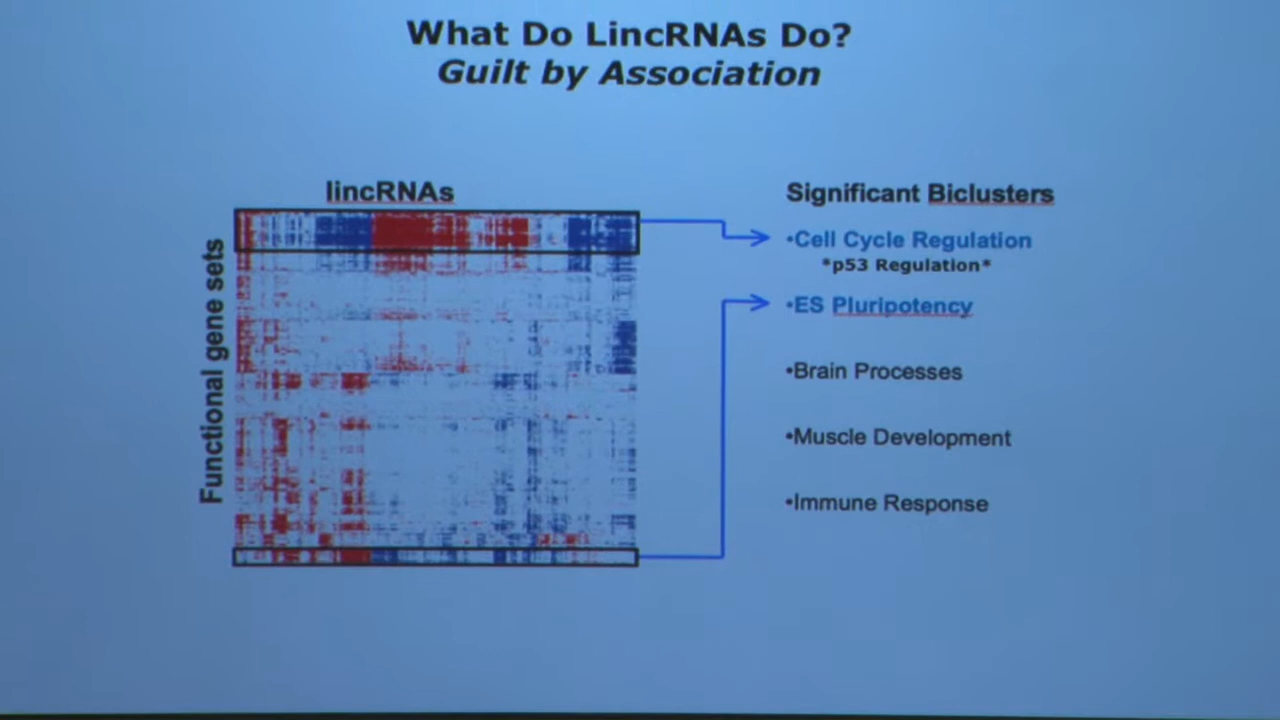 What Do LincRNAs Do?
Guilt by Association
lincRNAs
Functional gene sets
Significant Biclusters
•Cell Cycle Regulation
*p53 Regulation*
•ES Pluripotency
•Brain Processes
•Muscle Development
•Immune Response